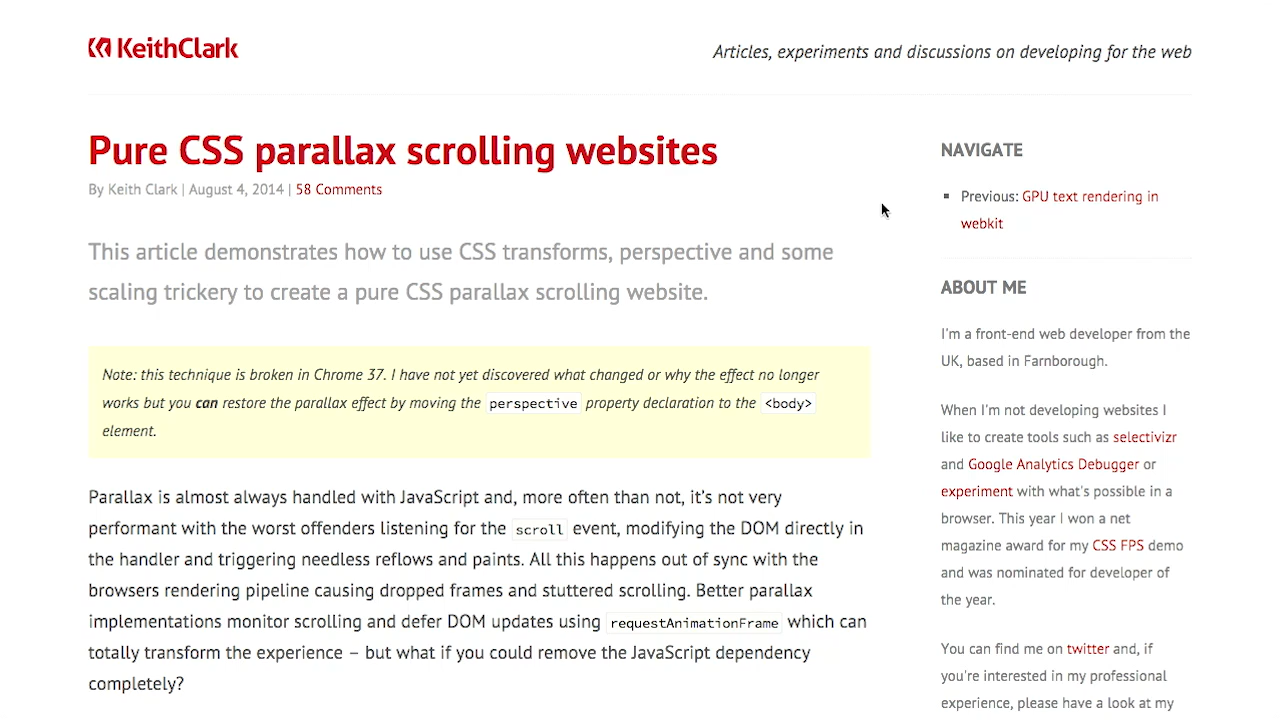 KeithClark
Articles, experiments and discussions on developing for the web
Pure CSS parallax scrolling websites
By Keith Clark | August 4, 2014 | 58 Comments
This article demonstrates how to use CSS transforms, perspective and some
scaling trickery to create a pure CSS parallax scrolling website.
Note: this technique is broken in Chrome 37. I have not yet discovered what changed or why the effect no longer
works but you can restore the parallax effect by moving the perspective property declaration to the <body>
element.
Parallax is almost always handled with JavaScript and, more often than not, it’s not very
performant with the worst offenders listening for the scroll event, modifying the DOM directly in
the handler and triggering needless reflows and paints. All this happens out of sync with the
browsers rendering pipeline causing dropped frames and stuttered scrolling. Better parallax
implementations monitor scrolling and defer DOM updates using requestAnimationFrame which can
totally transform the experience – but what if you could remove the JavaScript dependency
completely?
NAVIGATE
Previous: GPU text rendering in
webkit
ABOUT ME
I'm a front-end web developer from the
UK, based in Farnborough.
When I'm not developing websites I
like to create tools such as selectivizr
and Google Analytics Debugger or
experiment with what's possible in a
browser. This year I won a net
magazine award for my CSS FPS demo
and was nominated for developer of
the year.
You can find me on twitter and, if
you're interested in my professional
experience, please have a look at my